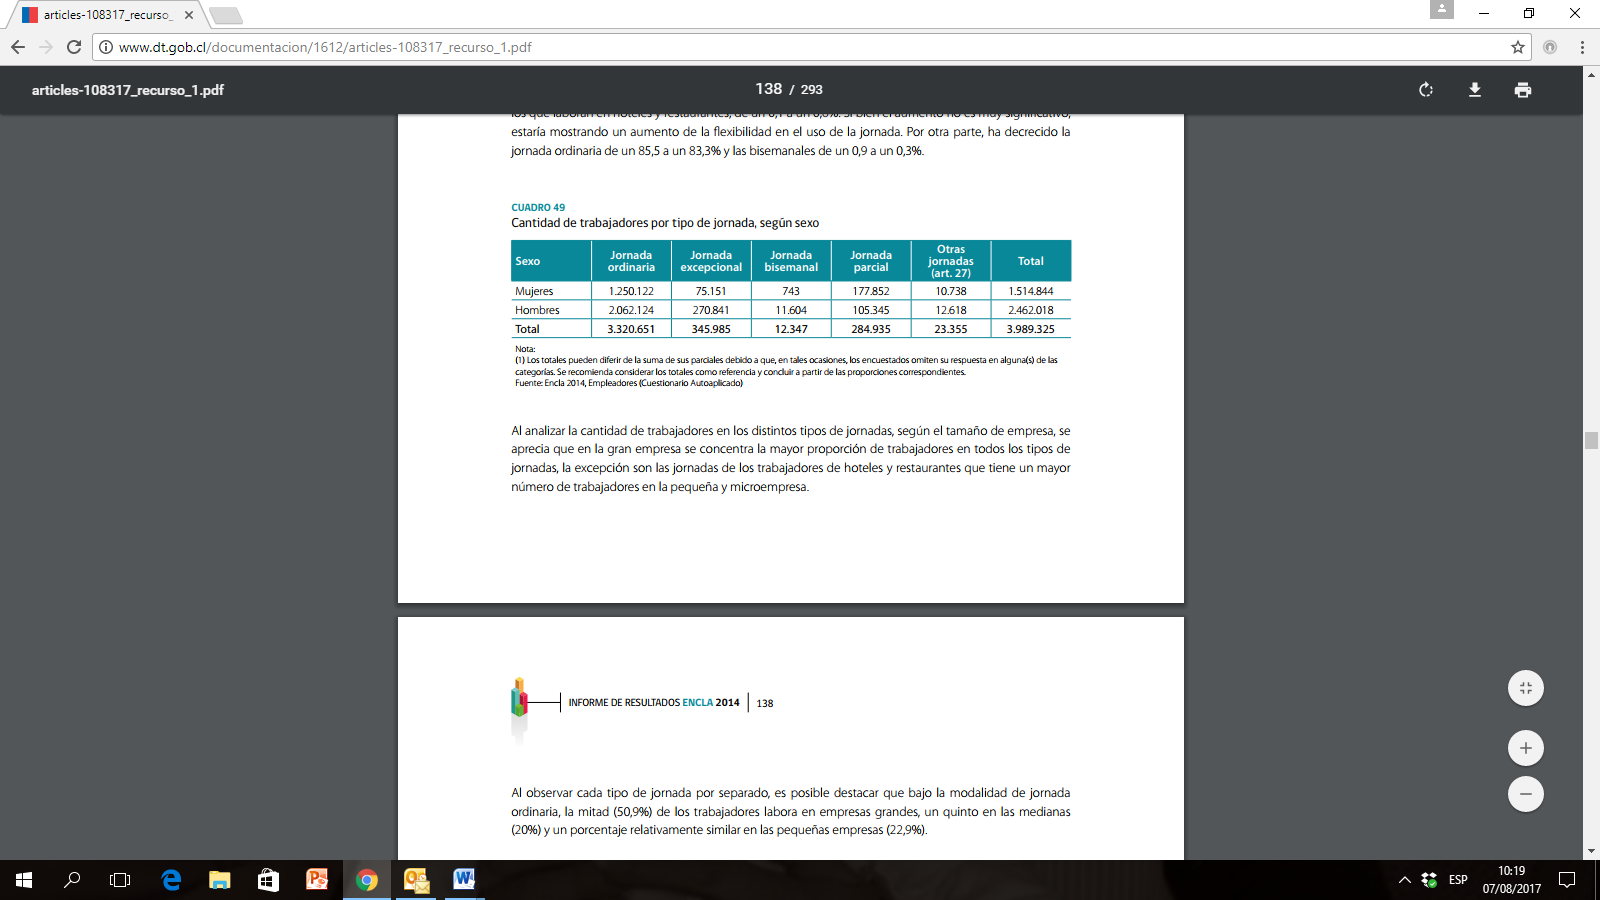 articles-108317_recurso_
www.dt.gob.cl/documentacion/1612/articles-108317_recurso_1.pdf
articles-108317_recurso_1.pdf
138 / 293
estaría mostrando un aumento de la flexibilidad en el uso de la jornada. Por otra parte, ha decrecido la
jornada ordinaria de un 85,5 a un 83,3% y las bisemanales de un 0,9 a un 0,3%.
CUADRO 49
Cantidad de trabajadores por tipo de jornada, según sexo
Sexo Jornada ordinaria Jornada excepcional Jornada bisemanal Jornada parcial Otras jornadas (art. 27) Total
Mujeres 1.250.122 75.151 743 177.852 10.738 1.514.844
Hombres 2.062.124 270.841 11.604 105.345 12.618 2.462.018
Total 3.320.651 345.985 12.347 284.935 23.355 3.989.325
Nota:
(1) Los totales pueden diferir de la suma de sus parciales debido a que, en tales ocasiones, los encuestados omiten su respuesta en alguna(s) de las
categorías. Se recomienda considerar los totales como referencia y concluir a partir de las proporciones correspondientes.
Fuente: Encla 2014, Empleadores (Cuestionario Autoaplicado)
Al analizar la cantidad de trabajadores en los distintos tipos de jornadas, según el tamaño de empresa, se
aprecia que en la gran empresa se concentra la mayor proporción de trabajadores en todos los tipos de
jornadas, la excepción son las jornadas de los trabajadores de hoteles y restaurantes que tiene un mayor
número de trabajadores en la pequeña y microempresa.
INFORME DE RESULTADOS ENCLA 2014 138
Al observar cada tipo de jornada por separado, es posible destacar que bajo la modalidad de jornada
ordinaria, la mitad (50,9%) de los trabajadores labora en empresas grandes, un quinto en las medianas
(20%) y un porcentaje relativamente similar en las pequeñas empresas (22,9%).
ESP
10:19
07/08/2017